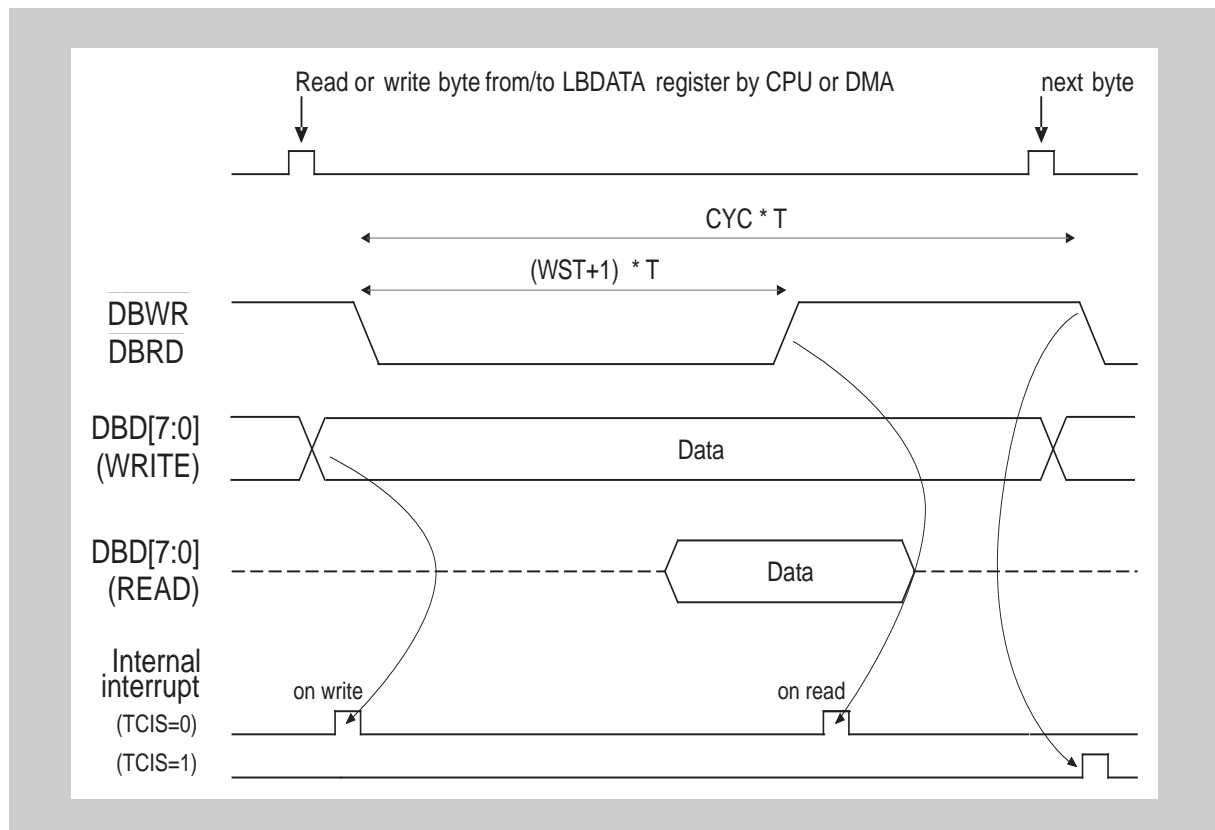 Read or write byte from/to LBDATA register by CPU or DMA
next byte
CYC * T
(WST+1) * T
DBWR
DBRD
DBD[7:0]
(WRITE)
Data
DBD[7:0]
(READ)
Data
Internal
interrupt
on write
on read
(TCIS=0)
(TCIS=1)